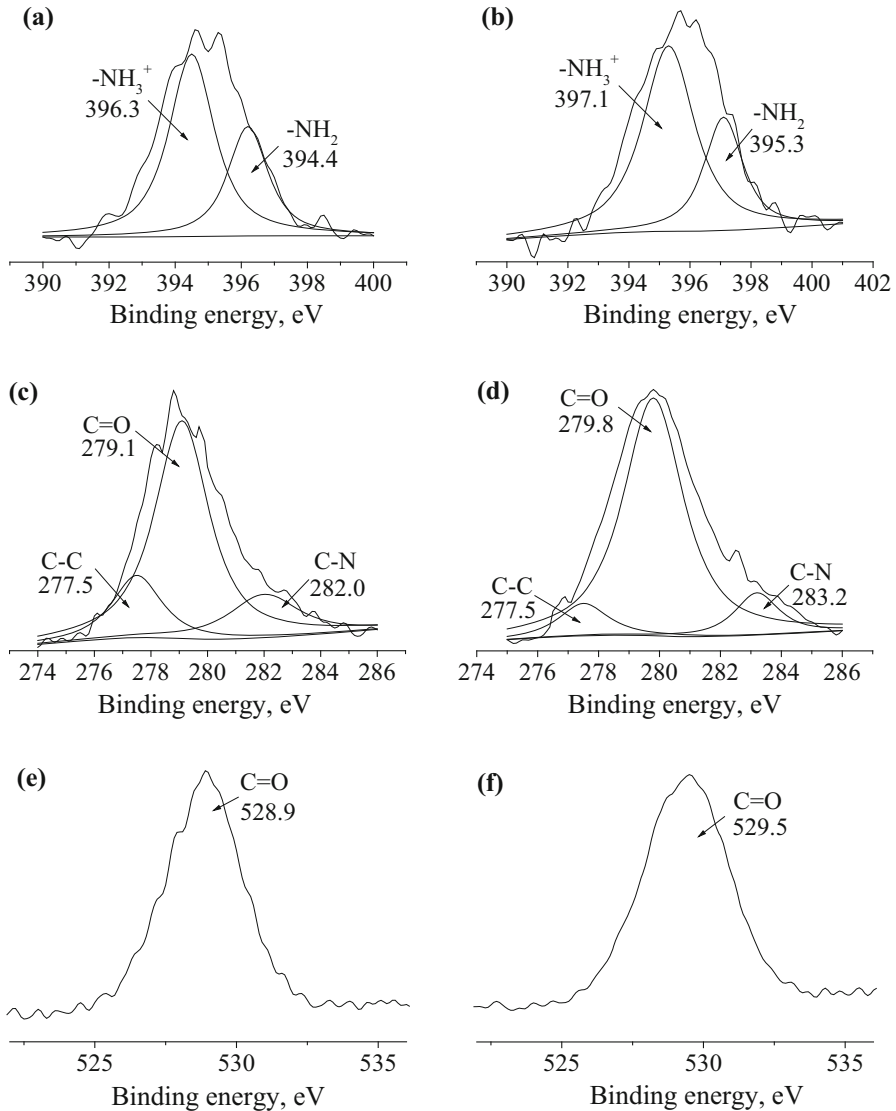 (a)
-NH₃⁺
396.3
-NH₂
394.4
390 392 394 396 398 400
Binding energy, eV
(b)
-NH₃⁺
397.1
-NH₂
395.3
390 392 394 396 398 400 402
Binding energy, eV
(c)
C=O
279.1
C-C
277.5
C-N
282.0
274 276 278 280 282 284 286
Binding energy, eV
(d)
C=O
279.8
C-C
277.5
C-N
283.2
274 276 278 280 282 284 286
Binding energy, eV
(e)
C=O
528.9
525 530 535
Binding energy, eV
(f)
C=O
529.5
525 530 535
Binding energy, eV